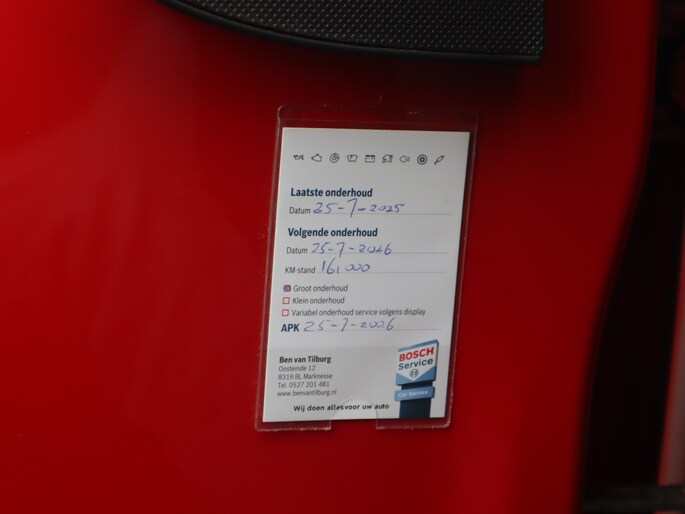 Laatste onderhoud
Datum 25-7-2025
Volgende onderhoud
Datum 25-7-2026
KM-stand 161 000
Groot onderhoud
Klein onderhoud
Variabel onderhoud service volgens display
APK 25-7-2026
Ben van Tilburg
Oosteinde 12
8316 BL Marknesse
Tel. 0527 201 481
www.benvantilburg.nl
BOSCH
Service
Car Service
Wij doen alles voor uw auto